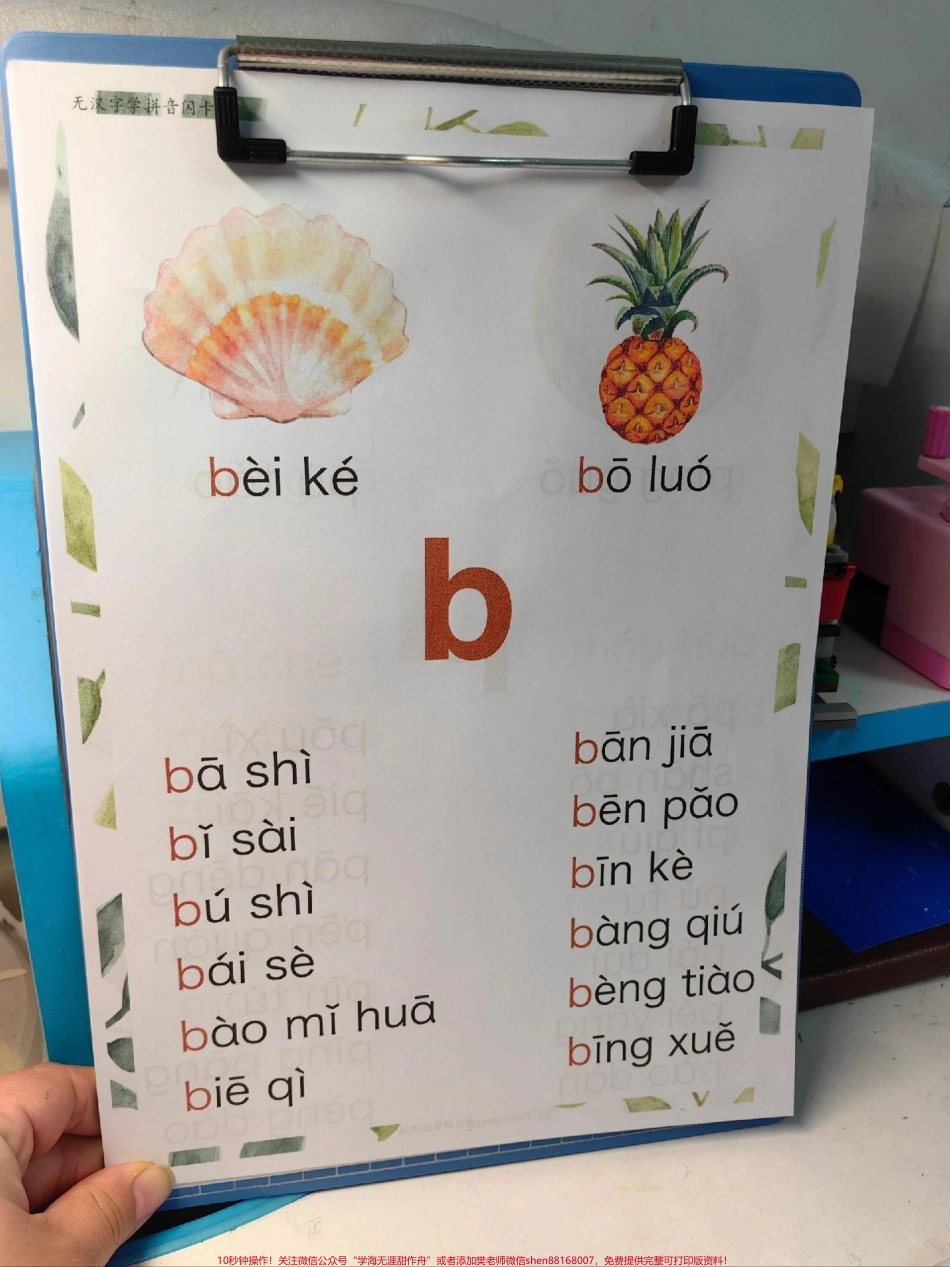 无汉字学拼音闪卡
bèi ké
bō luó
b
bā shì
bǐ sài
bú shì
bái sè
bào mǐ huā
biē qì
bān jiā
bēn pǎo
bīn kè
bàng qiú
bèng tiào
bīng xuě
10秒钟操作！关注微信公众号“学海无涯甜作舟”或者添加樊老师微信shen88168007，免费提供完整可打印版资料！